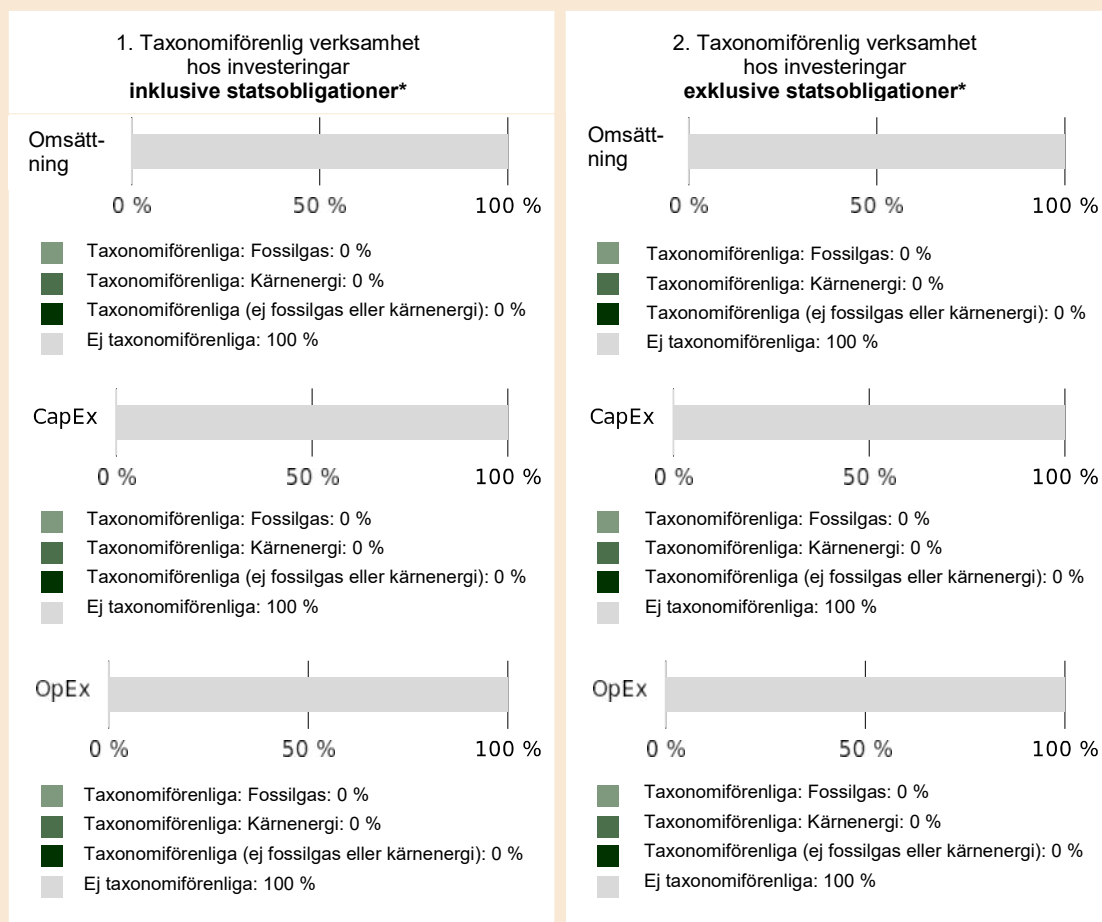 1. Taxonomiförenlig verksamhet
hos investeringar
inklusive statsobligationer*
Omsätt-
ning
0 % 50 % 100 %
Taxonomiförenliga: Fossilgas: 0 %
Taxonomiförenliga: Kärnenergi: 0 %
Taxonomiförenliga (ej fossilgas eller kärnenergi): 0 %
Ej taxonomiförenliga: 100 %
CapEx
0 % 50 % 100 %
Taxonomiförenliga: Fossilgas: 0 %
Taxonomiförenliga: Kärnenergi: 0 %
Taxonomiförenliga (ej fossilgas eller kärnenergi): 0 %
Ej taxonomiförenliga: 100 %
OpEx
0 % 50 % 100 %
Taxonomiförenliga: Fossilgas: 0 %
Taxonomiförenliga: Kärnenergi: 0 %
Taxonomiförenliga (ej fossilgas eller kärnenergi): 0 %
Ej taxonomiförenliga: 100 %
2. Taxonomiförenlig verksamhet
hos investeringar
exklusive statsobligationer*
Omsätt-
ning
0 % 50 % 100 %
Taxonomiförenliga: Fossilgas: 0 %
Taxonomiförenliga: Kärnenergi: 0 %
Taxonomiförenliga (ej fossilgas eller kärnenergi): 0 %
Ej taxonomiförenliga: 100 %
CapEx
0 % 50 % 100 %
Taxonomiförenliga: Fossilgas: 0 %
Taxonomiförenliga: Kärnenergi: 0 %
Taxonomiförenliga (ej fossilgas eller kärnenergi): 0 %
Ej taxonomiförenliga: 100 %
OpEx
0 % 50 % 100 %
Taxonomiförenliga: Fossilgas: 0 %
Taxonomiförenliga: Kärnenergi: 0 %
Taxonomiförenliga (ej fossilgas eller kärnenergi): 0 %
Ej taxonomiförenliga: 100 %